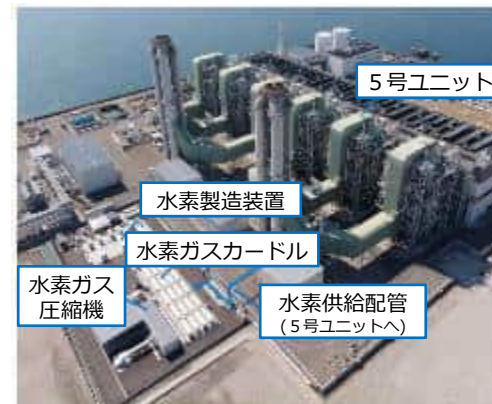 5号ユニット
水素製造装置
水素ガスカードル
水素ガス
圧縮機
水素供給配管
(5号ユニットへ)